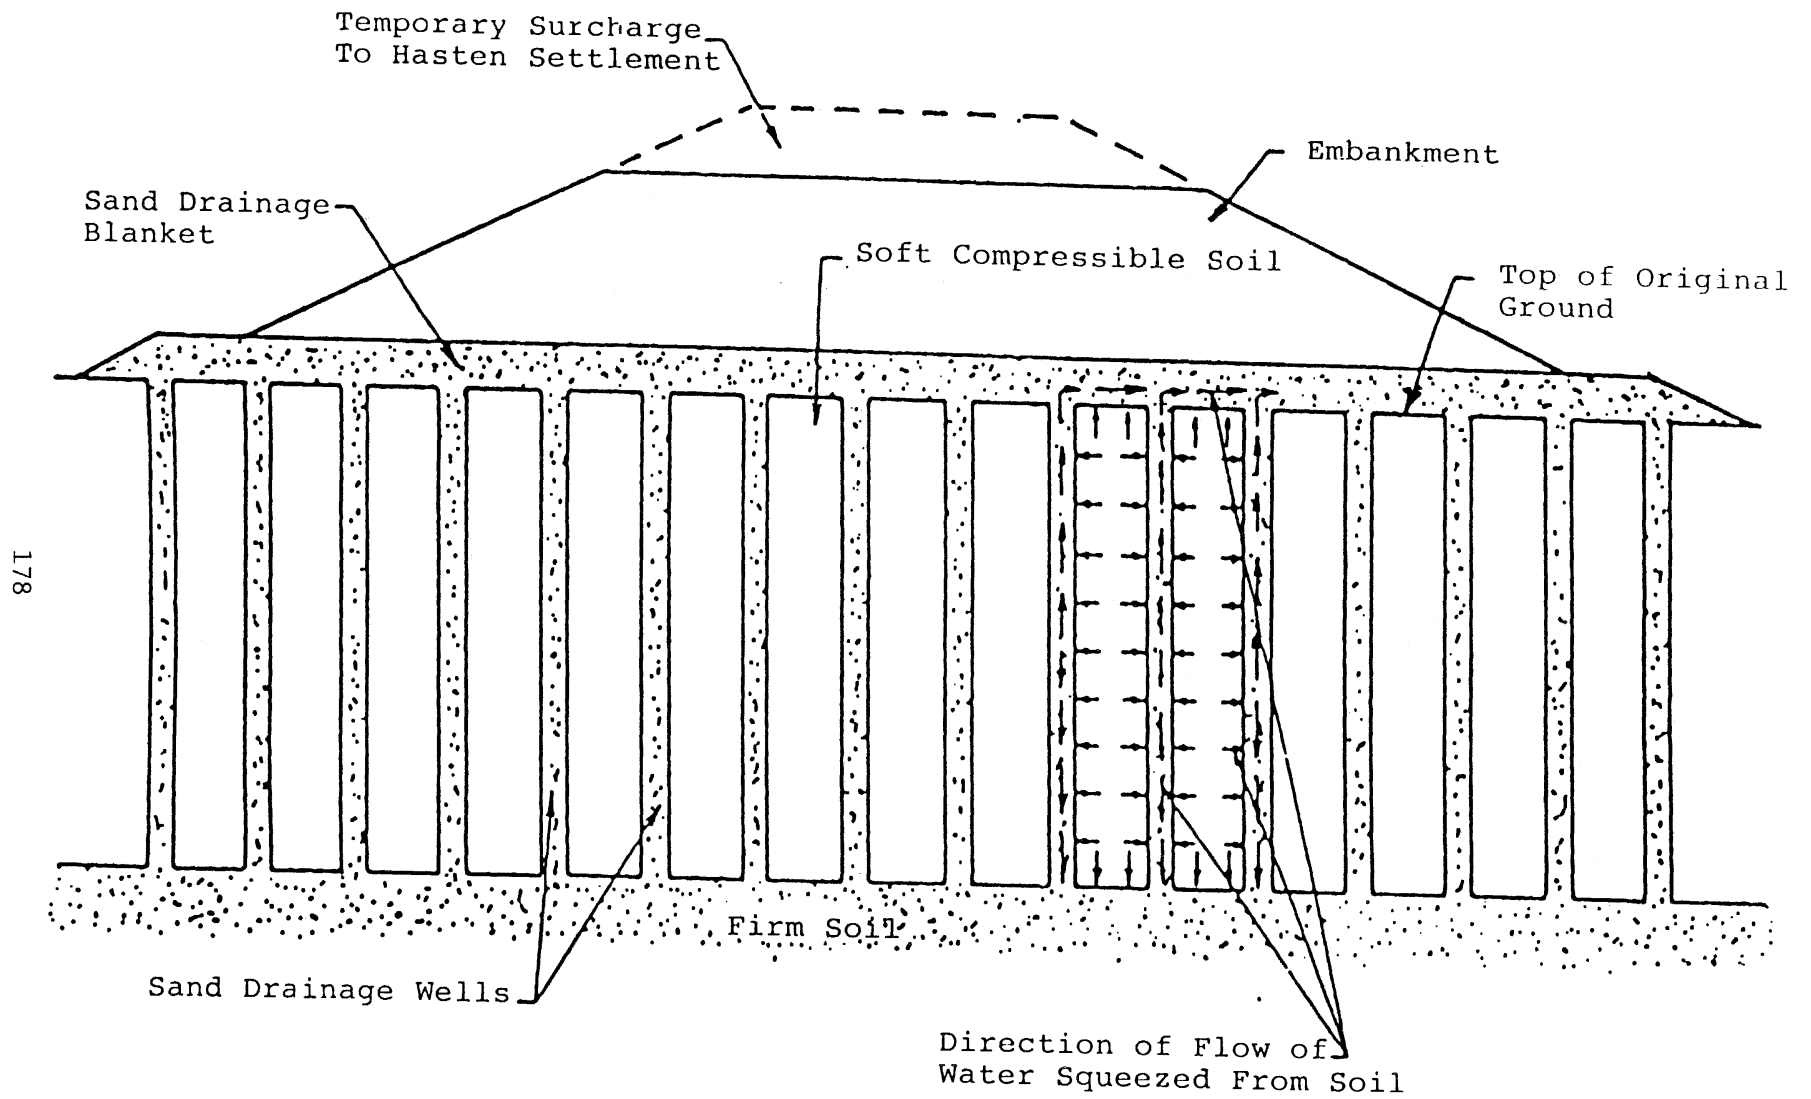 Temporary Surcharge
To Hasten Settlement
Embankment
Sand Drainage
Blanket
Soft Compressible Soil
Top of Original
Ground
178
Firm Soil
Sand Drainage Wells
Direction of Flow of
Water Squeezed From Soil